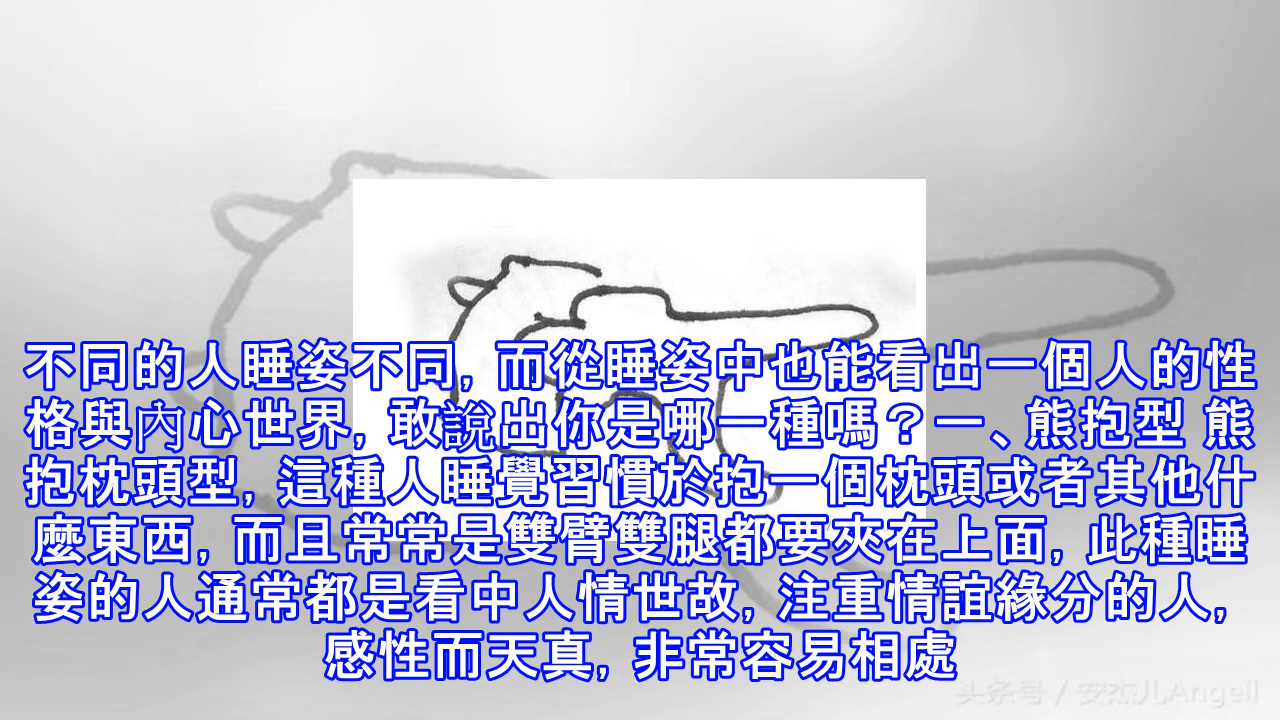 不同的人睡姿不同, 而從睡姿中也能看出一個人的性
格與內心世界, 敢說出你是哪一種嗎？一、熊抱型 熊
抱枕頭型, 這種人睡覺習慣於抱一個枕頭或者其他什
麼東西, 而且常常是雙臂雙腿都要夾在上面, 此種睡
姿的人通常都是看中人情世故, 注重情誼緣分的人,
感性而天真, 非常容易相處
头条号 / 安杰儿Angell